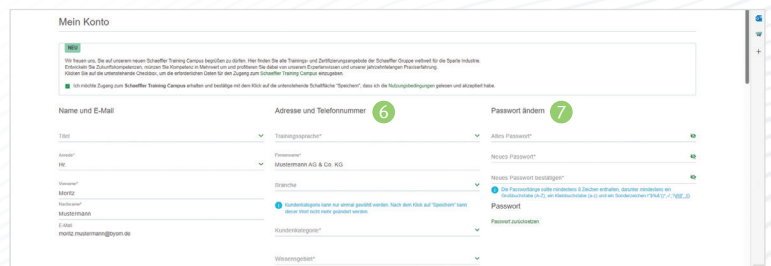 Mein Konto
NEU
Wir freuen uns, Sie auf unserem neuen Schaeffler Training Campus begrüßen zu dürfen. Hier finden Sie alle Trainings- und Zertifizierungsangebote der Schaeffler Gruppe weltweit für die Sparte Industrie.
Entwickeln Sie Zukunftskompetenzen, münzen Sie Kompetenz in Mehrwert um und profitieren Sie dabei von unserem Expertenwissen und unserer jahrzehntelangen Praxiserfahrung.
Klicken Sie auf die untenstehende Checkbox, um die erforderlichen Daten für den Zugang zum Schaeffler Training Campus einzugeben.
Ich möchte Zugang zum Schaeffler Training Campus erhalten und bestätige mit dem Klick auf die untenstehende Schaltfläche "Speichern", dass ich die Nutzungsbedingungen gelesen und akzeptiert habe.
Name und E-Mail
Titel
Anrede*
Hr.
Vorname*
Moritz
Nachname*
Mustermann
E-Mail
moritz.mustermann@byom.de
Adresse und Telefonnummer
6
Trainingssprache*
Firmenname*
Mustermann AG & Co. KG
Branche
Kundenkategorie kann nur einmal gewählt werden. Nach dem Klick auf "Speichern" kann
dieser Wert nicht mehr geändert werden.
Kundenkategorie*
Wissensgebiet*
Passwort ändern
7
Altes Passwort*
Neues Passwort*
Neues Passwort bestätigen*
Die Passwortlänge sollte mindestens 8 Zeichen enthalten, darunter mindestens ein
Großbuchstabe (A-Z), ein Kleinbuchstabe (a-z) und ein Sonderzeichen
Passwort
Passwort zurücksetzen